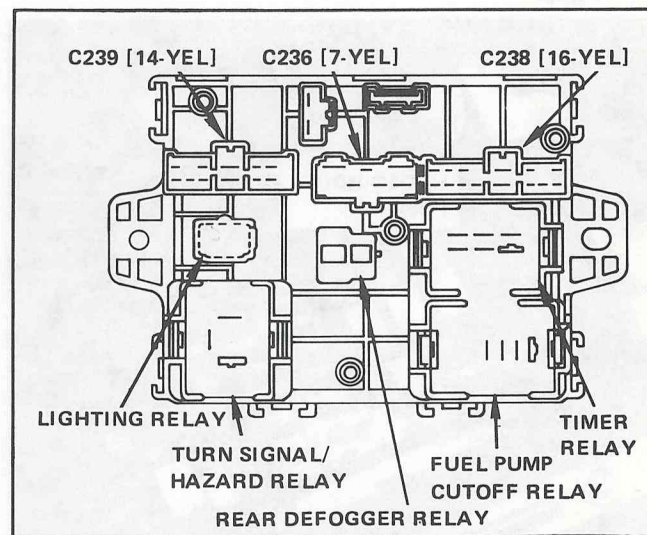 C239 [14-YEL] C236 [7-YEL] C238 [16-YEL]
LIGHTING RELAY
TURN SIGNAL/
HAZARD RELAY
REAR DEFOGGER RELAY
FUEL PUMP
CUTOFF RELAY
TIMER
RELAY